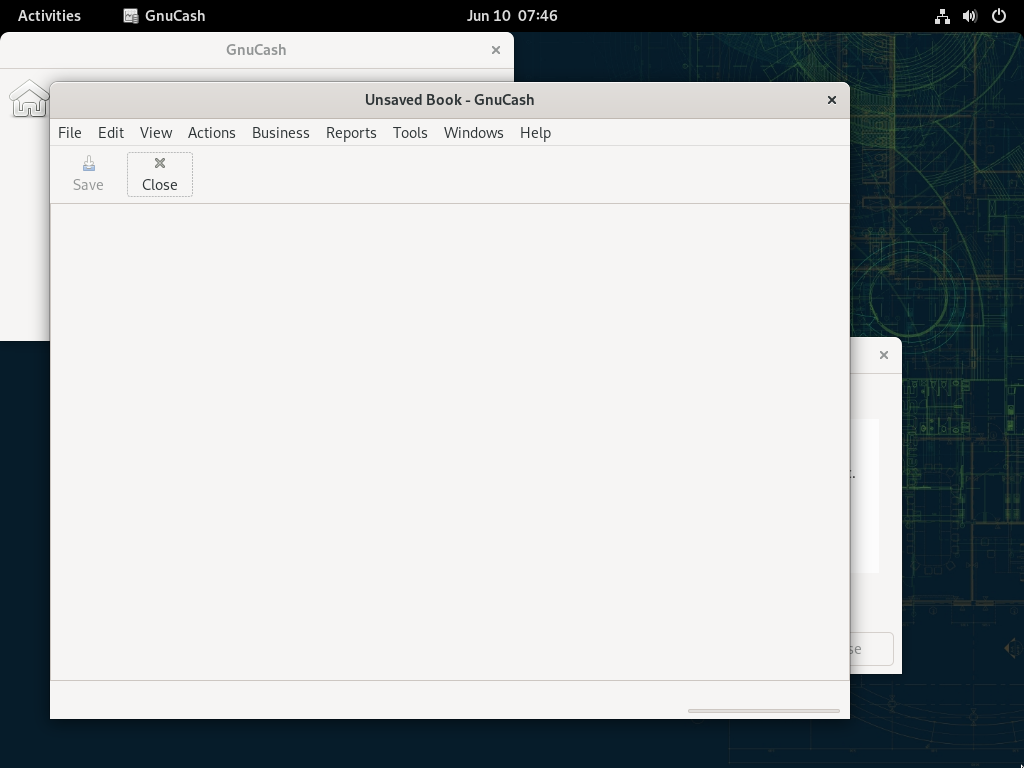 Activities GnuCash Jun 10 07:46
GnuCash
Unsaved Book - GnuCash
File Edit View Actions Business Reports Tools Windows Help
Save Close